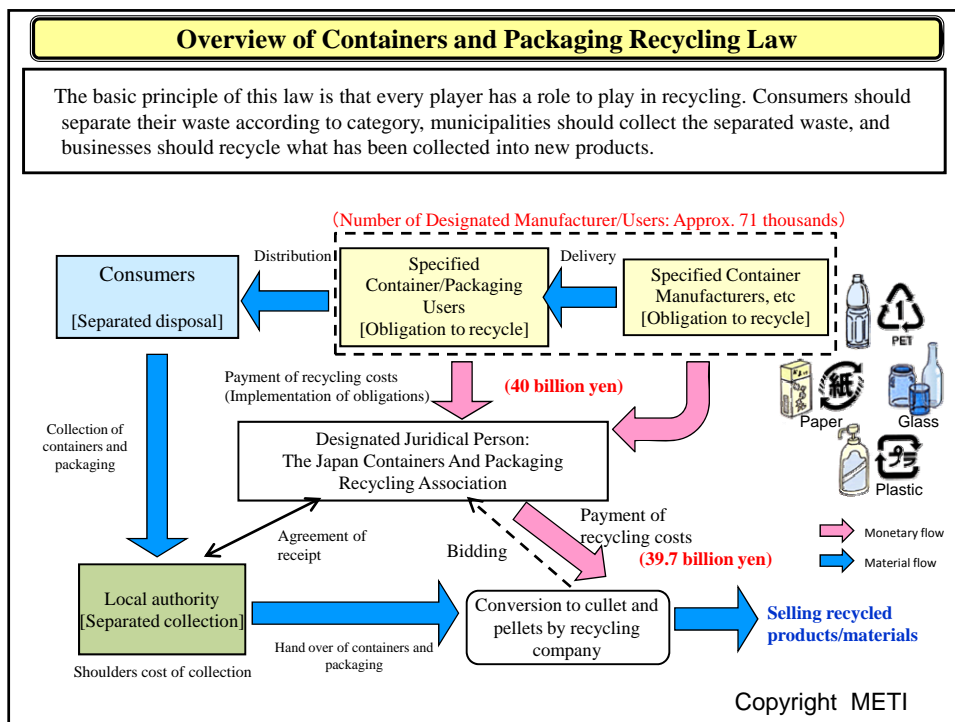 Overview of Containers and Packaging Recycling Law
The basic principle of this law is that every player has a role to play in recycling. Consumers should
separate their waste according to category, municipalities should collect the separated waste, and
businesses should recycle what has been collected into new products.
（Number of Designated Manufacturer/Users: Approx. 71 thousands）
Consumers
[Separated disposal]
Distribution
Specified
Container/Packaging
Users
[Obligation to recycle]
Delivery
Specified Container
Manufacturers, etc
[Obligation to recycle]
1
PET
紙
Paper
Glass
プラ
Plastic
Payment of recycling costs
(Implementation of obligations)
(40 billion yen)
Collection of
containers and
packaging
Designated Juridical Person:
The Japan Containers And Packaging
Recycling Association
Agreement of
receipt
Bidding
Payment of
recycling costs
(39.7 billion yen)
Monetary flow
Material flow
Local authority
[Separated collection]
Shoulders cost of collection
Hand over of containers and
packaging
Conversion to cullet and
pellets by recycling
company
Selling recycled
products/materials
Copyright METI